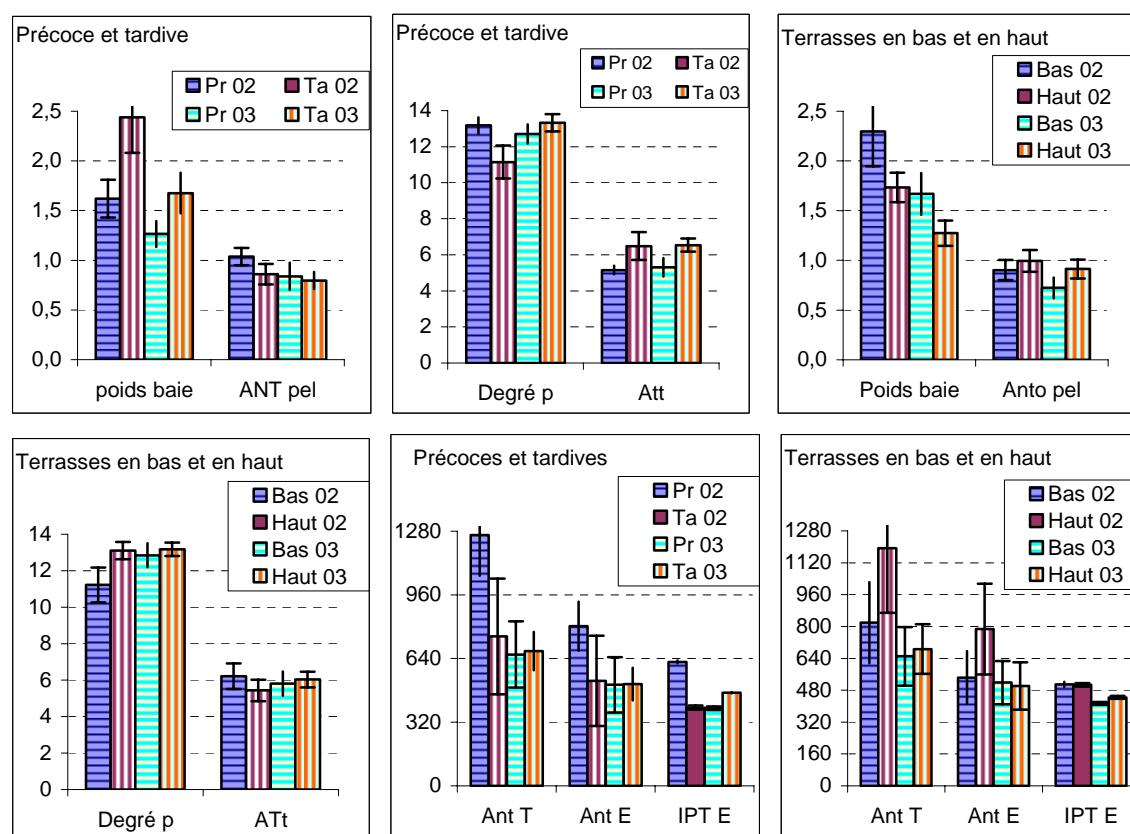 Précoce et tardive
Pr 02 Ta 02
Pr 03 Ta 03
2,5
2,0
1,5
1,0
0,5
0,0
poids baie ANT pel
Précoce et tardive
Pr 02 Ta 02
Pr 03 Ta 03
14
12
10
8
6
4
2
0
Degré p Att
Terrasses en bas et en haut
Bas 02
Haut 02
Bas 03
Haut 03
2,5
2,0
1,5
1,0
0,5
0,0
Poids baie Anto pel
Terrasses en bas et en haut
Bas 02
Haut 02
Bas 03
Haut 03
14
12
10
8
6
4
2
0
Degré p ATt
Précoces et tardives
Pr 02
Ta 02
Pr 03
Ta 03
1280
960
640
320
0
Ant T Ant E IPT E
Terrasses en bas et en haut
Bas 02
Haut 02
Bas 03
Haut 03
1280
1120
960
800
640
480
320
160
0
Ant T Ant E IPT E